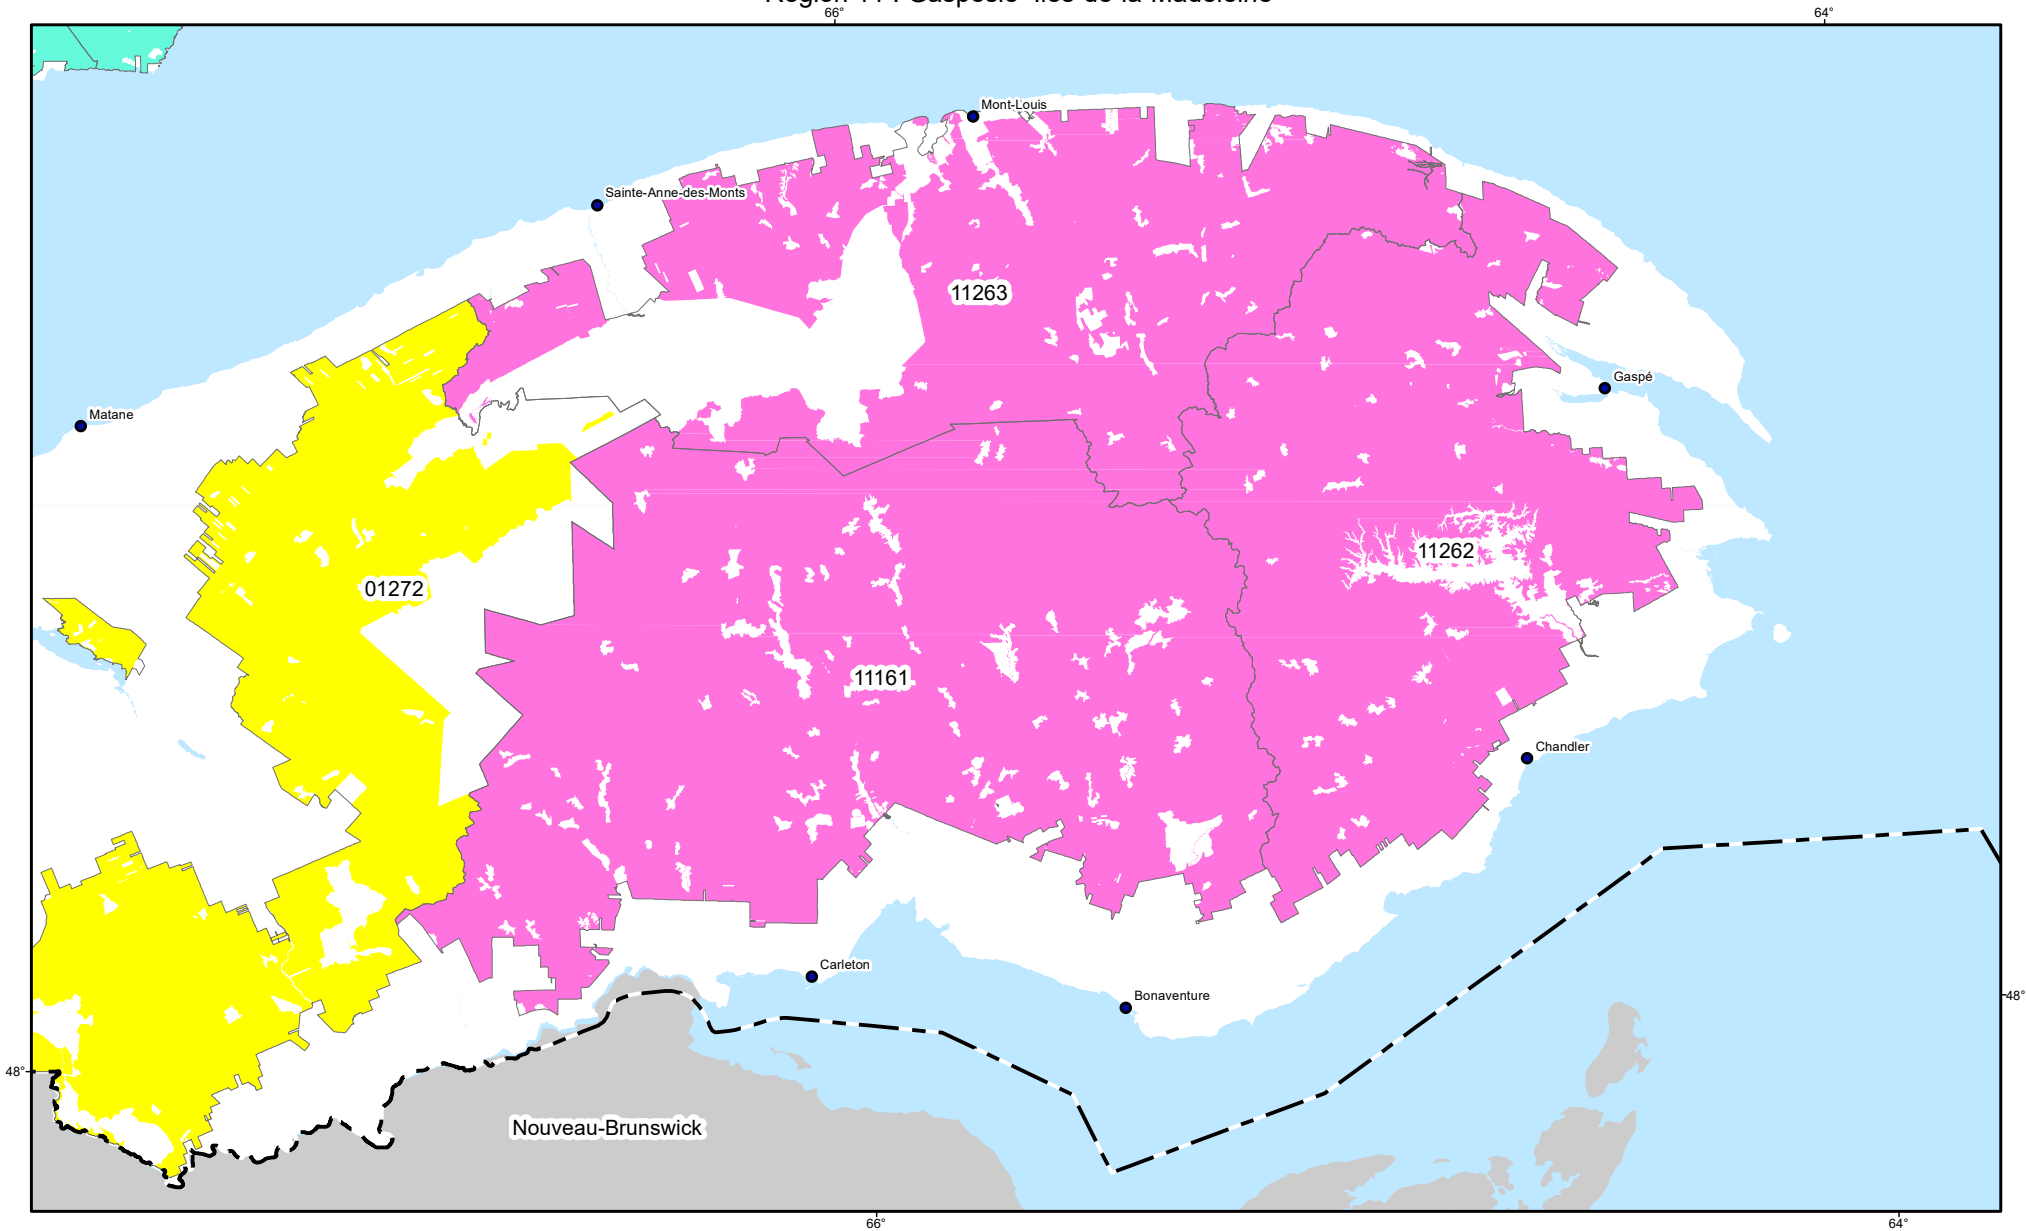 66°
64°
Mont-Louis
Sainte-Anne-des-Monts
11263
Gaspé
Matane
11262
01272
11161
Chandler
Carleton
Bonaventure
48°
48°
Nouveau-Brunswick
66°
64°